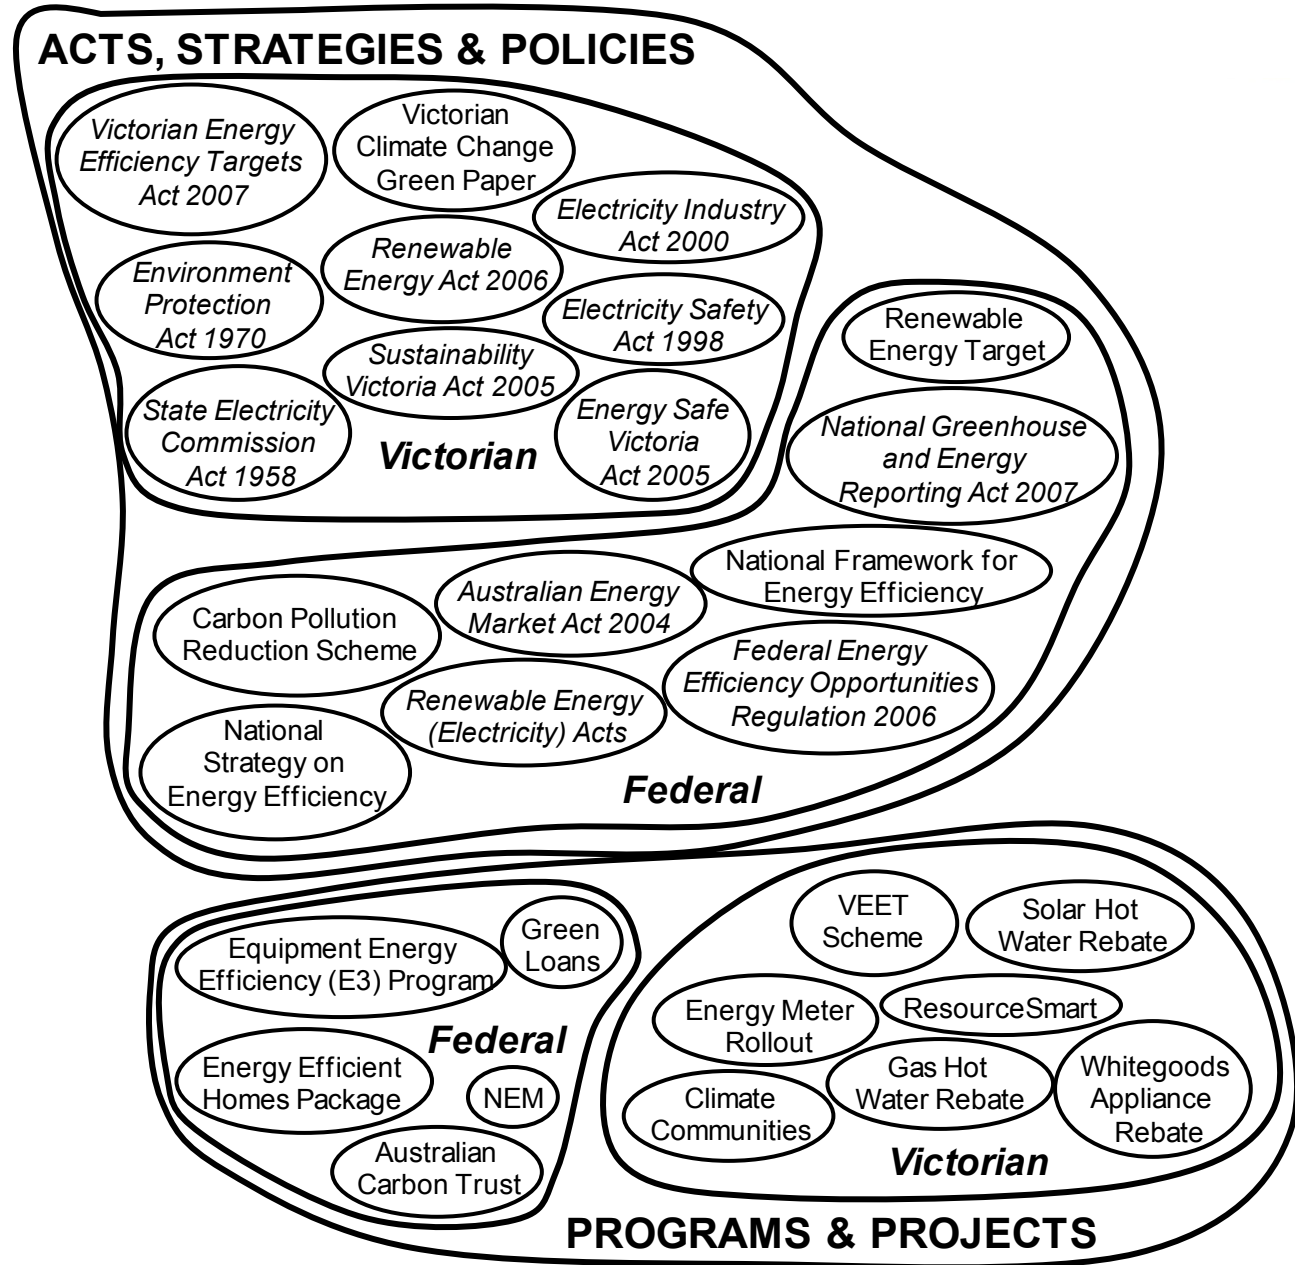 ACTS, STRATEGIES & POLICIES
Victorian Energy
Efficiency Targets
Act 2007
Victorian
Climate Change
Green Paper
Electricity Industry
Act 2000
Renewable
Energy Act 2006
Environment
Protection
Act 1970
Electricity Safety
Act 1998
Sustainability
Victoria Act 2005
State Electricity
Commission
Act 1958
Energy Safe
Victoria
Act 2005
Victorian
Renewable
Energy Target
National Greenhouse
and Energy
Reporting Act 2007
National Framework for
Energy Efficiency
Australian Energy
Market Act 2004
Carbon Pollution
Reduction Scheme
Federal Energy
Efficiency Opportunities
Regulation 2006
Renewable Energy
(Electricity) Acts
National
Strategy on
Energy Efficiency
Federal
Equipment Energy
Efficiency (E3) Program
Green
Loans
Federal
Energy Efficient
Homes Package
NEM
Australian
Carbon Trust
VEET
Scheme
Solar Hot
Water Rebate
Energy Meter
Rollout
ResourceSmart
Gas Hot
Water Rebate
Whitegoods
Appliance
Rebate
Climate
Communities
Victorian
PROGRAMS & PROJECTS